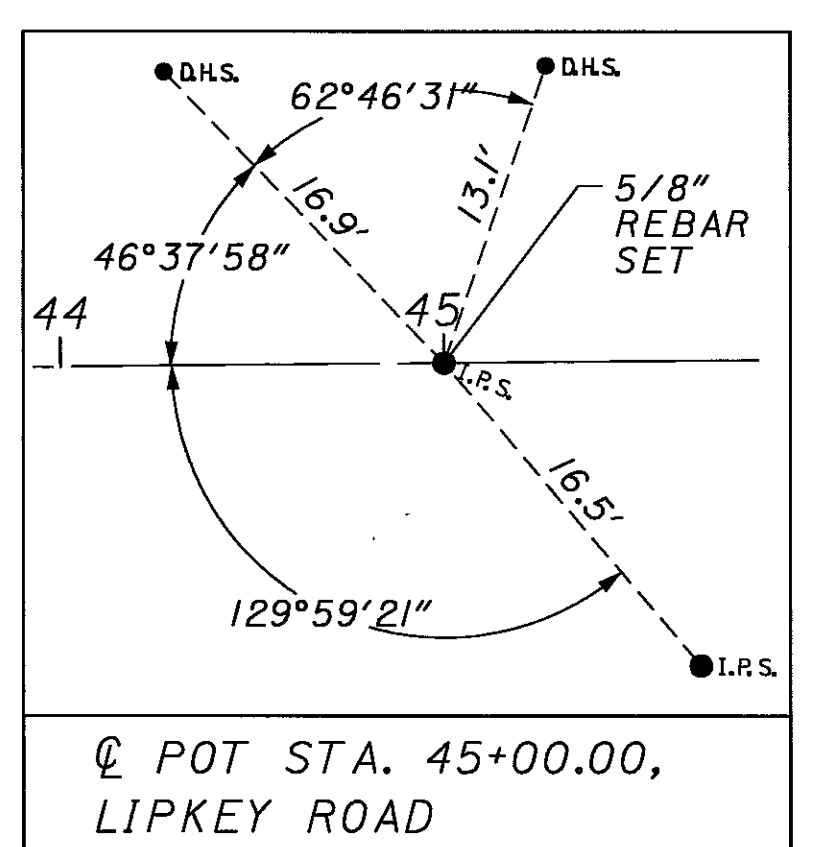 D.H.S.
D.H.S.
62°46'31"
16.9'
13.1'
5/8"
REBAR
SET
46°37'58"
44
45
I.P.S.
16.5'
129°59'21"
I.P.S.
℄ POT STA. 45+00.00,
LIPKEY ROAD